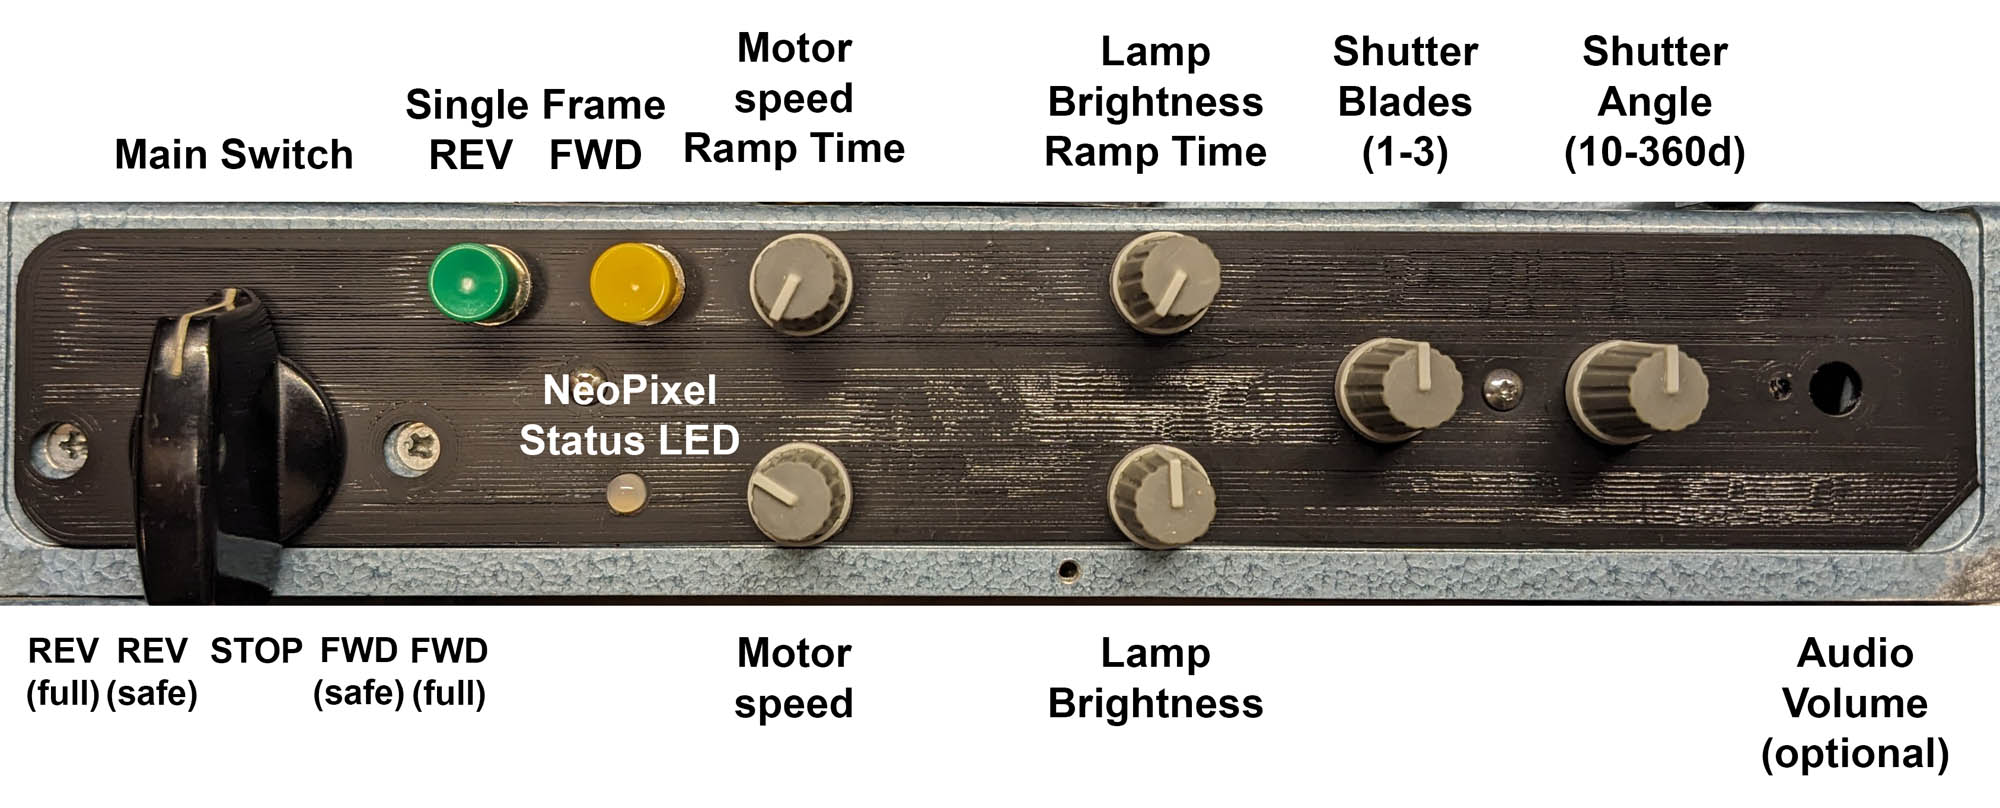 Main Switch
Single Frame
REV FWD
Motor
speed
Ramp Time
Lamp
Brightness
Ramp Time
Shutter
Blades
(1-3)
Shutter
Angle
(10-360d)
NeoPixel
Status LED
REV REV STOP FWD FWD
(full) (safe) (safe) (full)
Motor
speed
Lamp
Brightness
Audio
Volume
(optional)